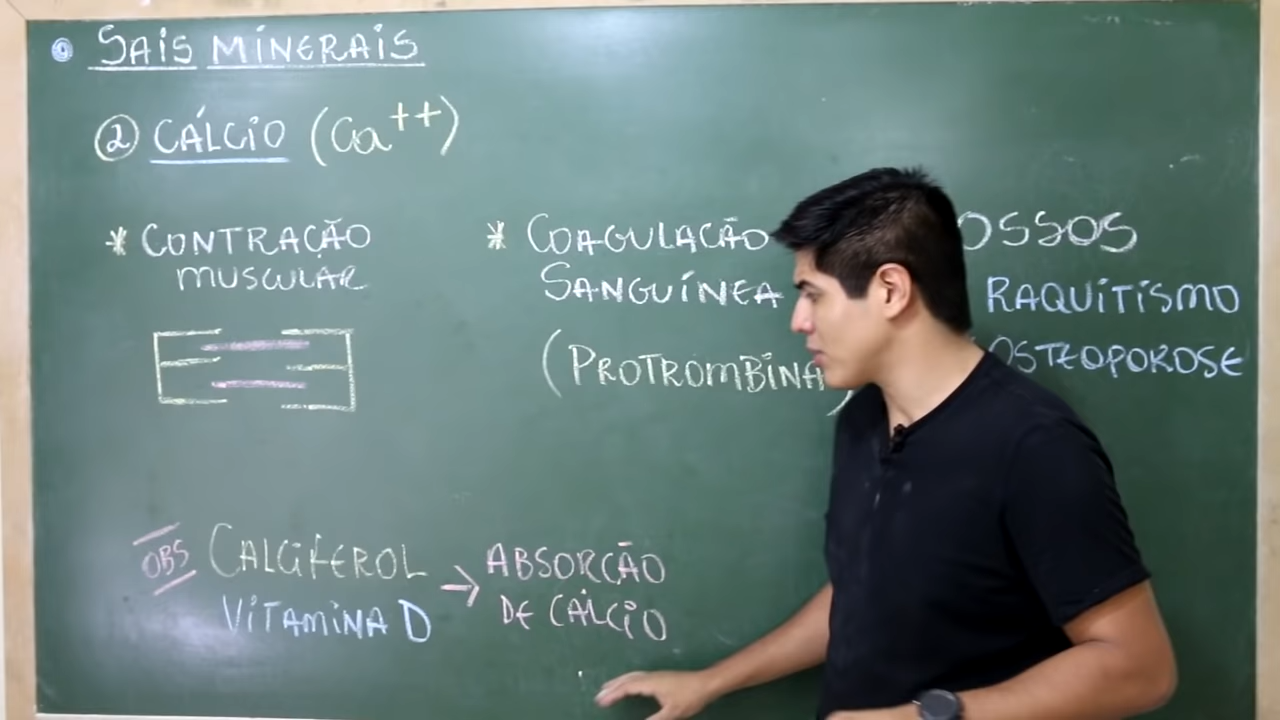 SAIS MINERAIS
② CÁLCIO (Ca++)
* CONTRAÇÃO
MUSCULAR
* COAGULAÇÃO
SANGUÍNEA
(PROTROMBINA)
OSSOS
RAQUITISMO
OSTEOPOROSE
OBS CALCIFEROL
VITAMINA D
→ ABSORÇÃO
DE CÁLCIO